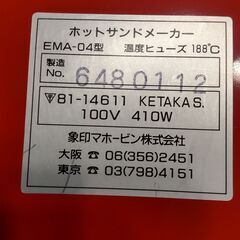 ホットサンドメーカー
EMA-04型 温度ヒューズ 188℃
製造
No. 6480112
▽81-14611 KETAKA S.
100V 410W
象印マホービン株式会社
大阪 ☎ 06(356)2451
東京 ☎ 03(798)4151